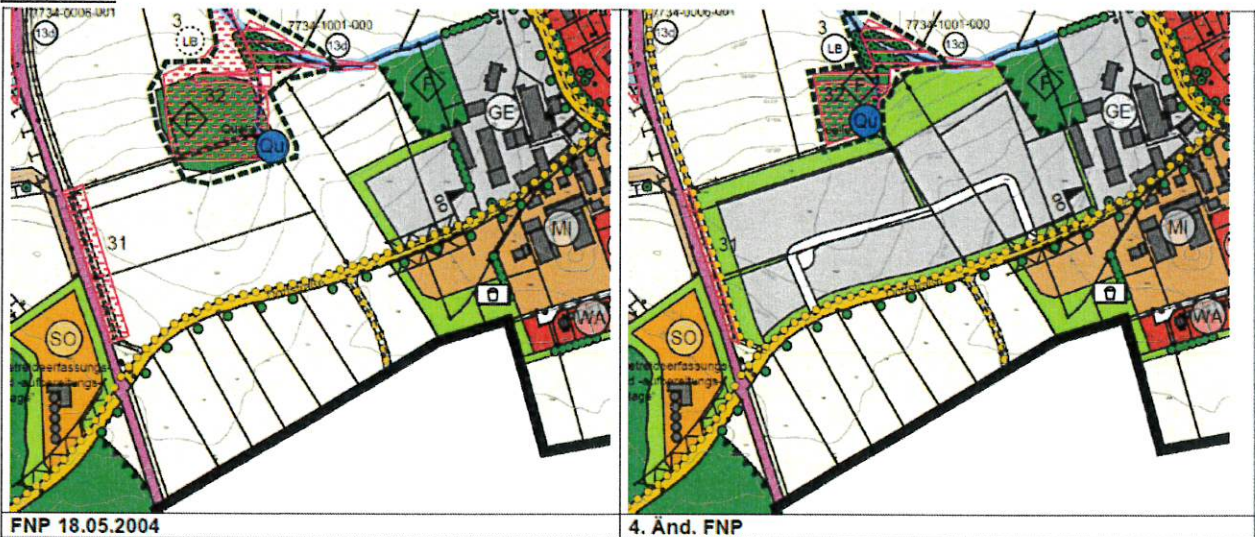 7734-0006-001
3
7734-1001-000
13d
LB
13d
F
32
F
GE
Qu
31
MI
SO
WA
FNP 18.05.2004
7734-0006-001
3
7734-1001-000
13d
LB
13d
F
32
F
GE
Qu
31
MI
SO
WA
4. Änd. FNP